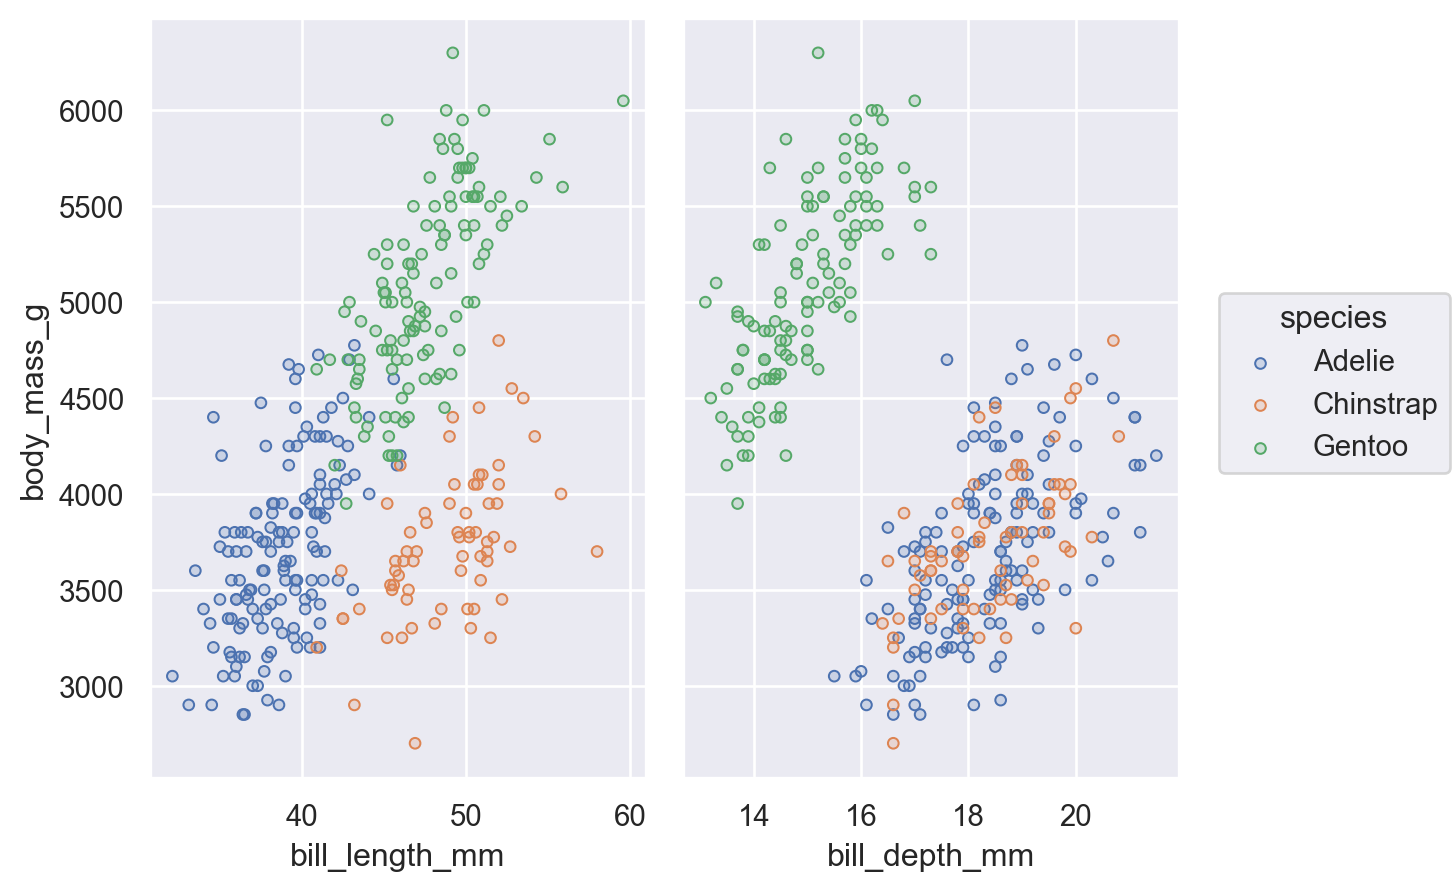 6000
5500
5000
4500
4000
3500
3000
body_mass_g
40 50 60
bill_length_mm
14 16 18 20
bill_depth_mm
species
Adelie
Chinstrap
Gentoo